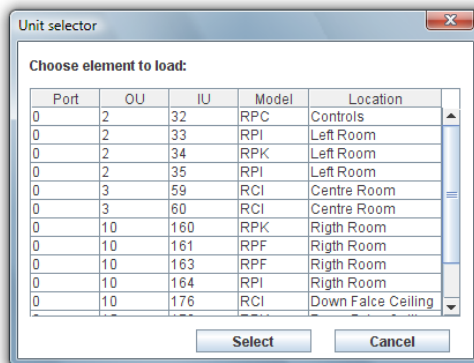 Unit selector
Choose element to load:
Port OU IU Model Location
0 2 32 RPC Controls
0 2 33 RPI Left Room
0 2 34 RPK Left Room
0 2 35 RPI Left Room
0 3 59 RCI Centre Room
0 3 60 RCI Centre Room
0 10 160 RPK Rigth Room
0 10 161 RPF Rigth Room
0 10 163 RPF Rigth Room
0 10 164 RPI Rigth Room
0 10 176 RCI Down Falce Ceiling
Select Cancel